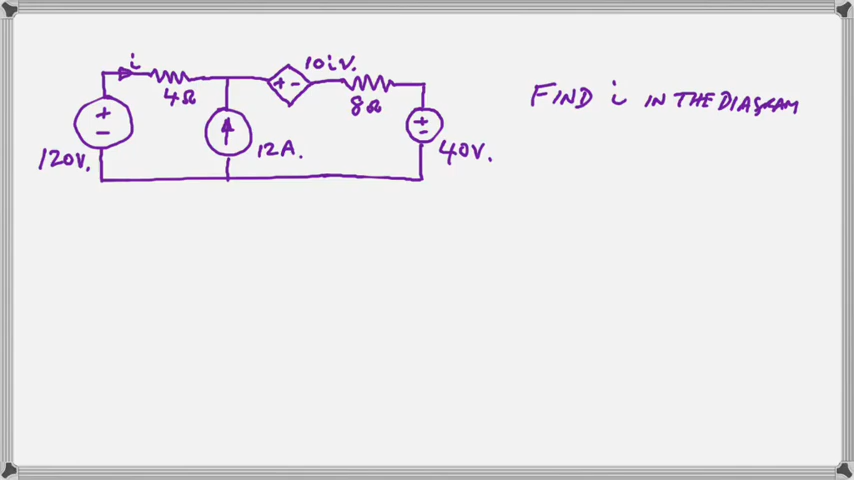 i
4Ω
10iV.
8Ω
+
-
120V.
12A.
+ -
+
-
40V.
FIND i IN THE DIAGRAM